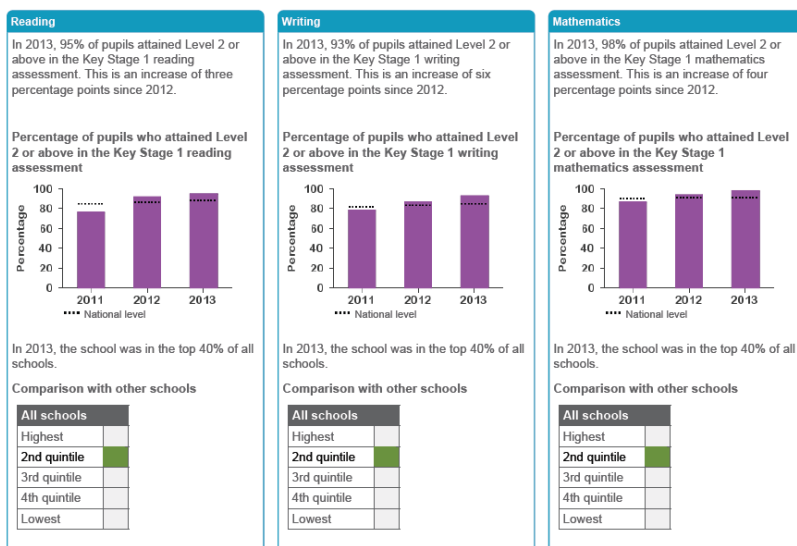 Reading
In 2013, 95% of pupils attained Level 2 or
above in the Key Stage 1 reading
assessment. This is an increase of three
percentage points since 2012.
Percentage of pupils who attained Level
2 or above in the Key Stage 1 reading
assessment
Percentage
100
80
60
40
20
0
2011 2012 2013
National level
In 2013, the school was in the top 40% of all
schools.
Comparison with other schools
All schools
Highest
2nd quintile
3rd quintile
4th quintile
Lowest
Writing
In 2013, 93% of pupils attained Level 2 or
above in the Key Stage 1 writing
assessment. This is an increase of six
percentage points since 2012.
Percentage of pupils who attained Level
2 or above in the Key Stage 1 writing
assessment
Percentage
100
80
60
40
20
0
2011 2012 2013
National level
In 2013, the school was in the top 40% of all
schools.
Comparison with other schools
All schools
Highest
2nd quintile
3rd quintile
4th quintile
Lowest
Mathematics
In 2013, 98% of pupils attained Level 2 or
above in the Key Stage 1 mathematics
assessment. This is an increase of four
percentage points since 2012.
Percentage of pupils who attained Level
2 or above in the Key Stage 1
mathematics assessment
Percentage
100
80
60
40
20
0
2011 2012 2013
National level
In 2013, the school was in the top 40% of all
schools.
Comparison with other schools
All schools
Highest
2nd quintile
3rd quintile
4th quintile
Lowest